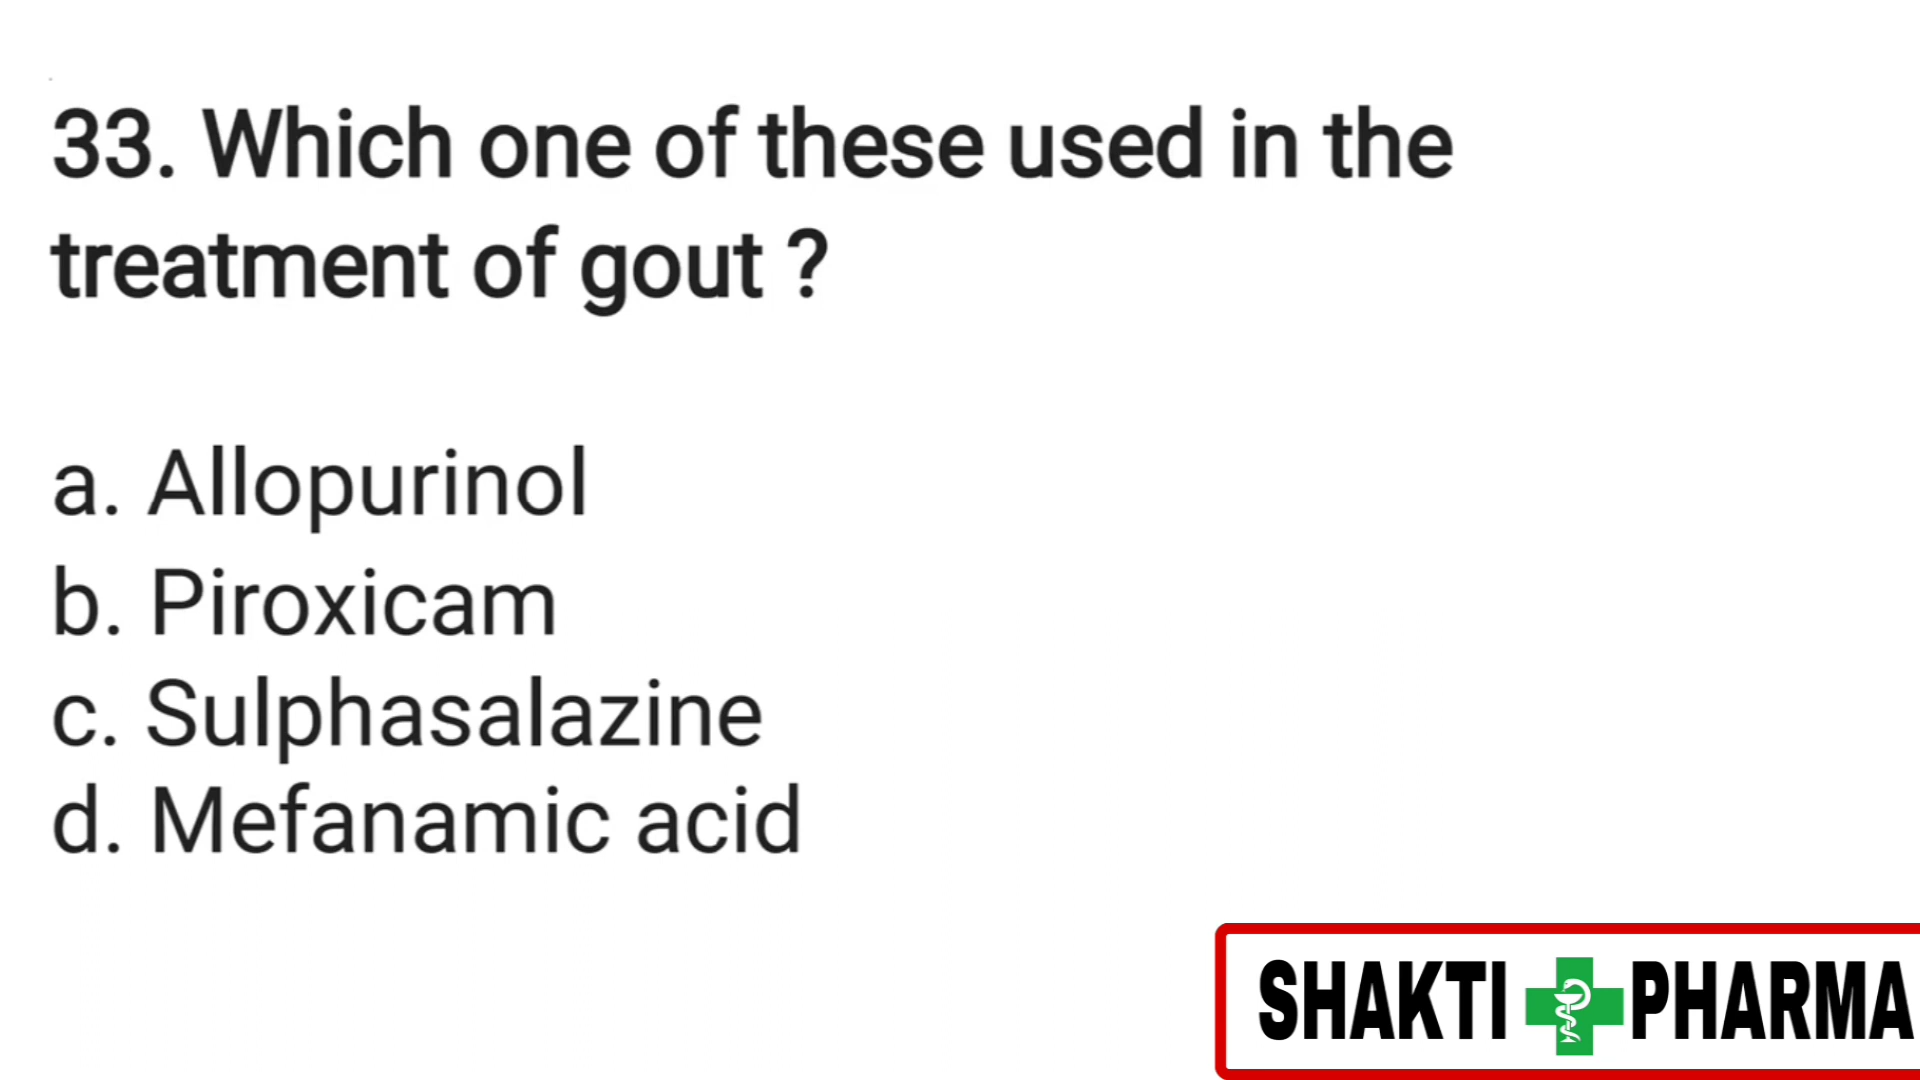 33. Which one of these used in the
treatment of gout ?
a. Allopurinol
b. Piroxicam
c. Sulphasalazine
d. Mefanamic acid
SHAKTI PHARMA